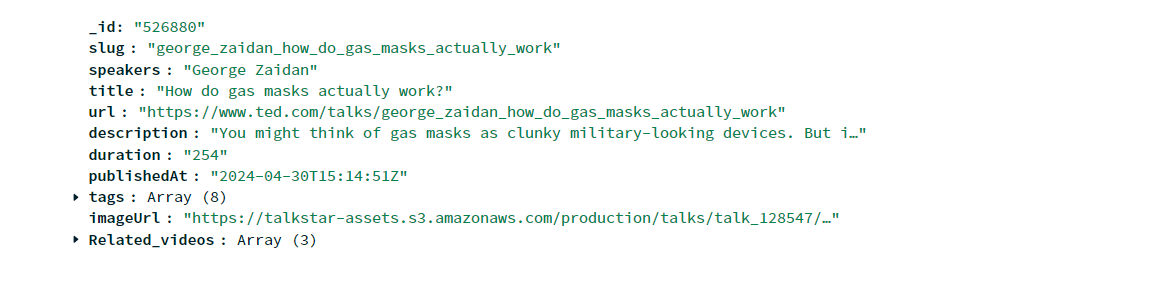 _id: "526880"
slug : "george_zaidan_how_do_gas_masks_actually_work"
speakers : "George Zaidan"
title : "How do gas masks actually work?"
url : "https://www.ted.com/talks/george_zaidan_how_do_gas_masks_actually_work"
description : "You might think of gas masks as clunky military-looking devices. But i…"
duration : "254"
publishedAt : "2024-04-30T15:14:51Z"
tags : Array (8)
imageUrl : "https://talkstar-assets.s3.amazonaws.com/production/talks/talk_128547/…"
Related_videos : Array (3)